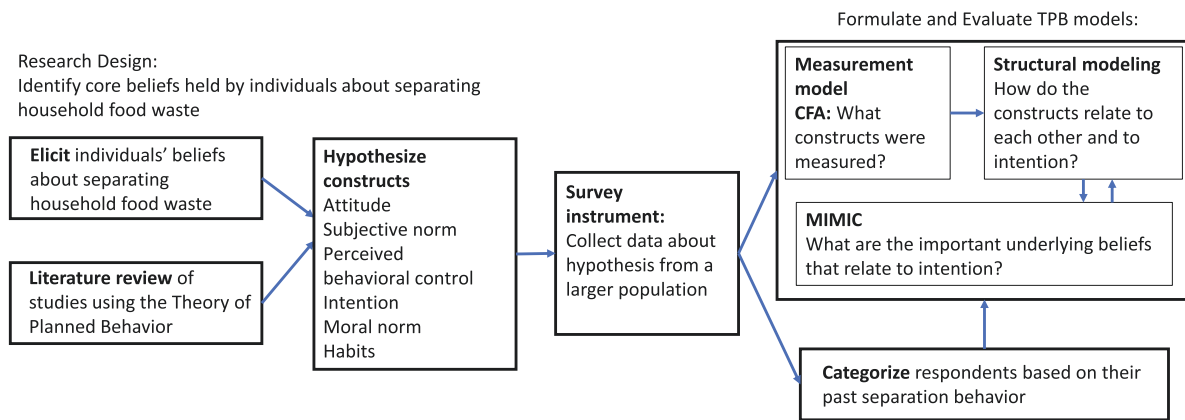 Research Design:
Identify core beliefs held by individuals about separating
household food waste
Elicit individuals’ beliefs
about separating
household food waste
Literature review of
studies using the Theory of
Planned Behavior
Hypothesize
constructs
Attitude
Subjective norm
Perceived
behavioral control
Intention
Moral norm
Habits
Survey
instrument:
Collect data about
hypothesis from a
larger population
Formulate and Evaluate TPB models:
Measurement
model
CFA: What
constructs were
measured?
Structural modeling
How do the
constructs relate to
each other and to
intention?
MIMIC
What are the important underlying beliefs
that relate to intention?
Categorize respondents based on their
past separation behavior